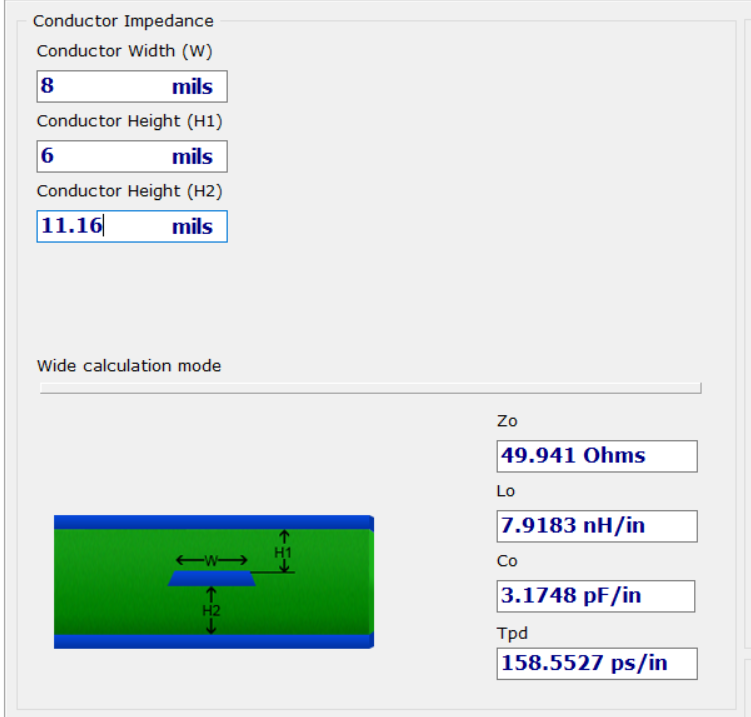 Conductor Impedance
Conductor Width (W)
8 mils
Conductor Height (H1)
6 mils
Conductor Height (H2)
11.16 mils
Wide calculation mode
Zo
49.941 Ohms
Lo
7.9183 nH/in
Co
3.1748 pF/in
Tpd
158.5527 ps/in
W
H1
H2